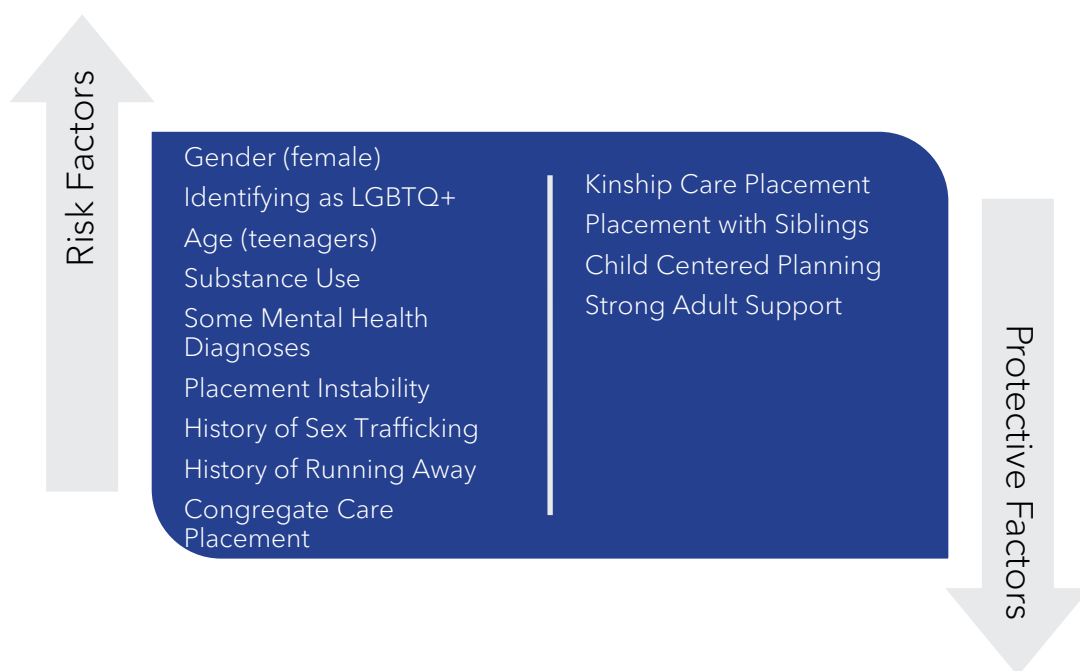 Risk Factors
Gender (female)
Identifying as LGBTQ+
Age (teenagers)
Substance Use
Some Mental Health
Diagnoses
Placement Instability
History of Sex Trafficking
History of Running Away
Congregate Care
Placement
Kinship Care Placement
Placement with Siblings
Child Centered Planning
Strong Adult Support
Protective Factors